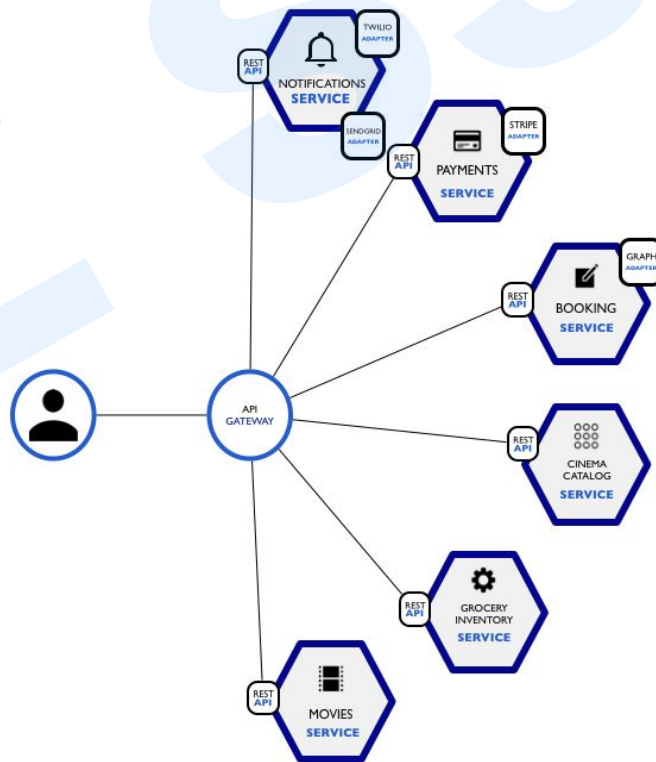 TWILIO
ADAPTER
REST
API
NOTIFICATIONS
SERVICE
SENDGRID
ADAPTER
STRIPE
ADAPTER
REST
API
PAYMENTS
SERVICE
GRAPH
ADAPTER
REST
API
BOOKING
SERVICE
API
GATEWAY
REST
API
CINEMA
CATALOG
SERVICE
REST
API
GROCERY
INVENTORY
SERVICE
REST
API
MOVIES
SERVICE